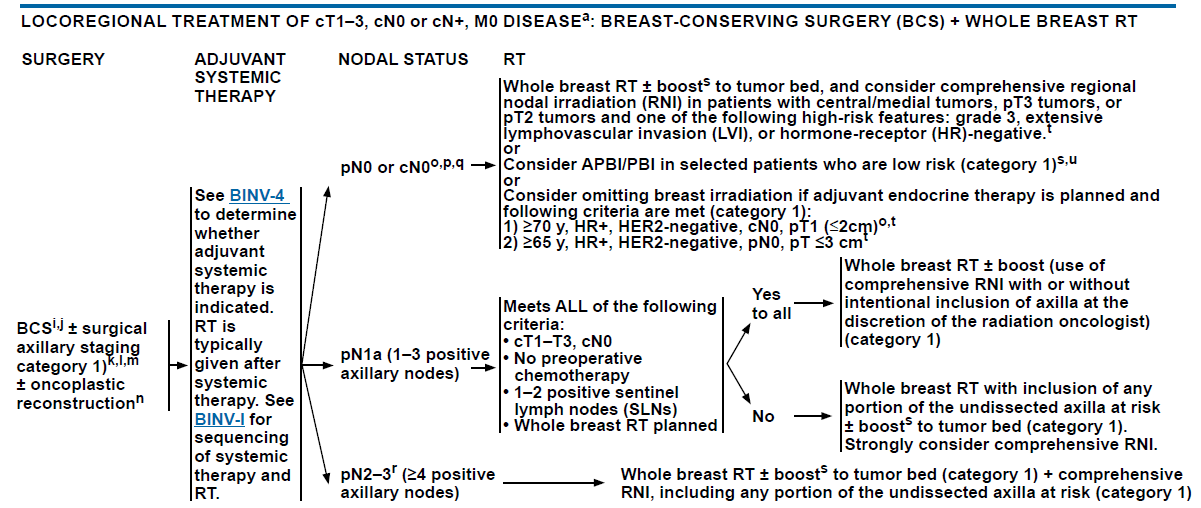 LOCOREGIONAL TREATMENT OF cT1–3, cN0 or cN+, M0 DISEASEa: BREAST-CONSERVING SURGERY (BCS) + WHOLE BREAST RT
SURGERY
ADJUVANT
SYSTEMIC
THERAPY
NODAL STATUS
RT
BCSi,j ± surgical
axillary staging
category 1)k,l,m
± oncoplastic
reconstructionn
See BINV-4
to determine
whether
adjuvant
systemic
therapy is
indicated.
RT is
typically
given after
systemic
therapy. See
BINV-I for
sequencing
of systemic
therapy and
RT.
pN0 or cN0o,p,q
Whole breast RT ± boosts to tumor bed, and consider comprehensive regional
nodal irradiation (RNI) in patients with central/medial tumors, pT3 tumors, or
pT2 tumors and one of the following high-risk features: grade 3, extensive
lymphovascular invasion (LVI), or hormone-receptor (HR)-negative.t
or
Consider APBI/PBI in selected patients who are low risk (category 1)s,u
or
Consider omitting breast irradiation if adjuvant endocrine therapy is planned and
following criteria are met (category 1):
1) ≥70 y, HR+, HER2-negative, cN0, pT1 (≤2cm)o,t
2) ≥65 y, HR+, HER2-negative, pN0, pT ≤3 cmt
pN1a (1–3 positive
axillary nodes)
Meets ALL of the following
criteria:
• cT1–T3, cN0
• No preoperative
chemotherapy
• 1–2 positive sentinel
lymph nodes (SLNs)
• Whole breast RT planned
Yes
to all
Whole breast RT ± boost (use of
comprehensive RNI with or without
intentional inclusion of axilla at the
discretion of the radiation oncologist)
(category 1)
No
Whole breast RT with inclusion of any
portion of the undissected axilla at risk
± boosts to tumor bed (category 1).
Strongly consider comprehensive RNI.
pN2–3r (≥4 positive
axillary nodes)
Whole breast RT ± boosts to tumor bed (category 1) + comprehensive
RNI, including any portion of the undissected axilla at risk (category 1)